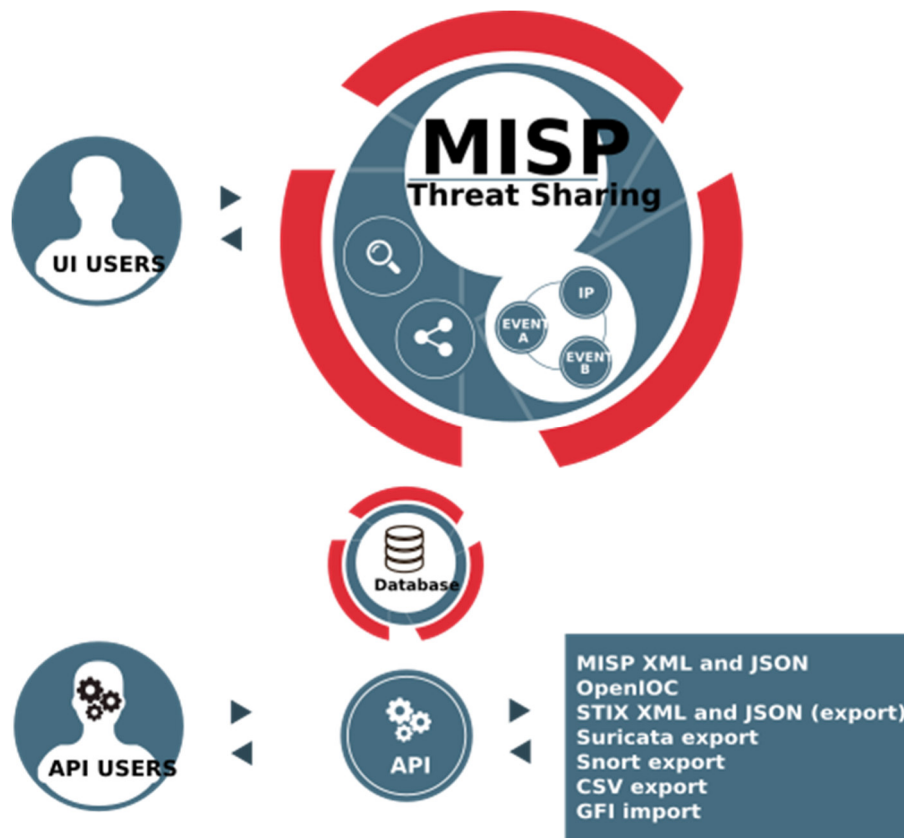 MISP
Threat Sharing
UI USERS
IP
EVENT
A
EVENT
B
Database
API USERS
API
MISP XML and JSON
OpenIOC
STIX XML and JSON (export)
Suricata export
Snort export
CSV export
GFI import